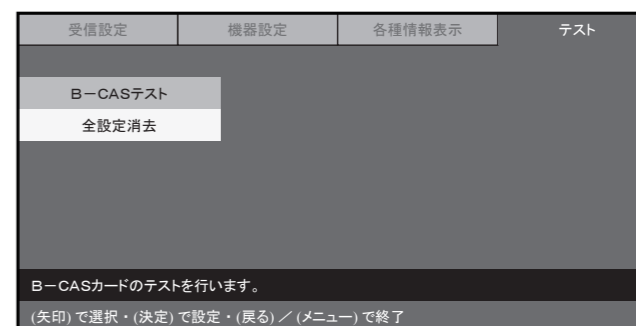 受信設定 機器設定 各種情報表示 テスト
B－CASテスト
全設定消去
B－CASカードのテストを行います。
(矢印) で選択・(決定) で設定・(戻る) ／ (メニュー) で終了